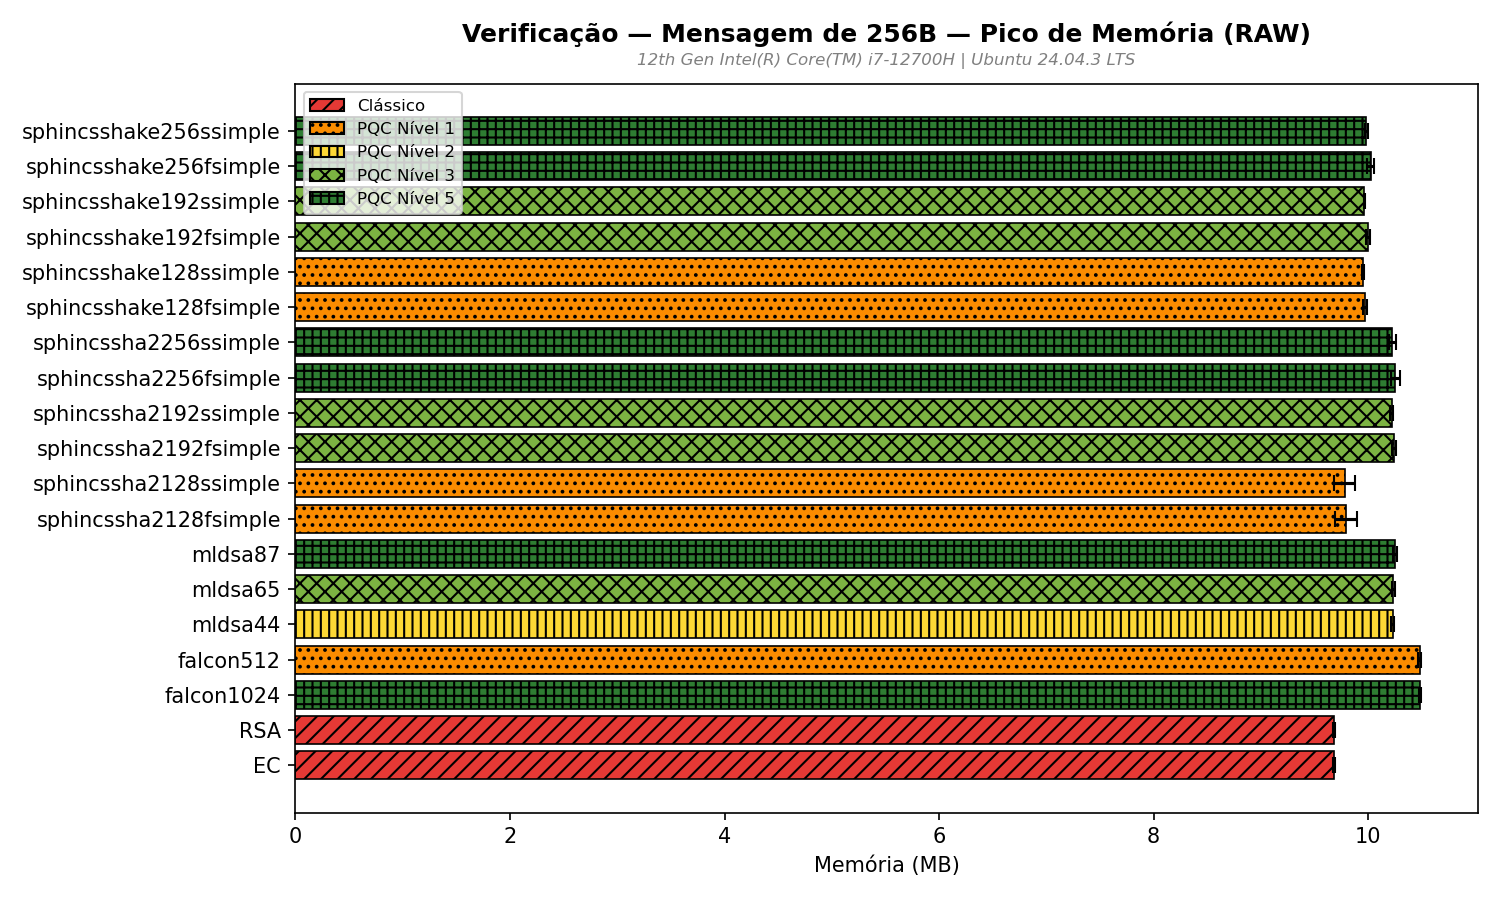 Verificação — Mensagem de 256B — Pico de Memória (RAW)
12th Gen Intel(R) Core(TM) i7-12700H | Ubuntu 24.04.3 LTS
Clássico
PQC Nível 1
PQC Nível 2
PQC Nível 3
PQC Nível 5
sphincsshake256ssimple
sphincsshake256fsimple
sphincsshake192ssimple
sphincsshake192fsimple
sphincsshake128ssimple
sphincsshake128fsimple
sphincssha2256ssimple
sphincssha2256fsimple
sphincssha2192ssimple
sphincssha2192fsimple
sphincssha2128ssimple
sphincssha2128fsimple
mldsa87
mldsa65
mldsa44
falcon512
falcon1024
RSA
EC
0 2 4 6 8 10
Memória (MB)